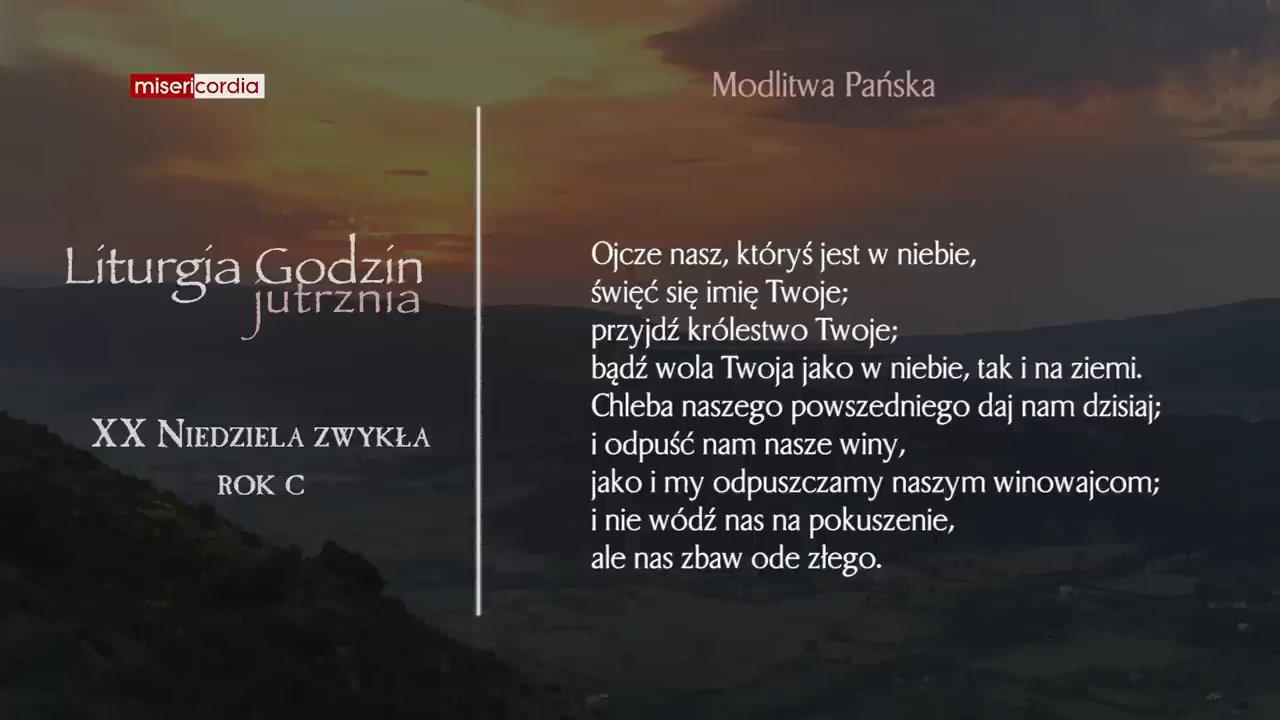 misericordia
Liturgia Godzin
jutrznia
XX Niedziela zwykła
rok C
Modlitwa Pańska
Ojcze nasz, któryś jest w niebie,
święć się imię Twoje;
przyjdź królestwo Twoje;
bądź wola Twoja jako w niebie, tak i na ziemi.
Chleba naszego powszedniego daj nam dzisiaj;
i odpuść nam nasze winy,
jako i my odpuszczamy naszym winowajcom;
i nie wódź nas na pokuszenie,
ale nas zbaw ode złego.